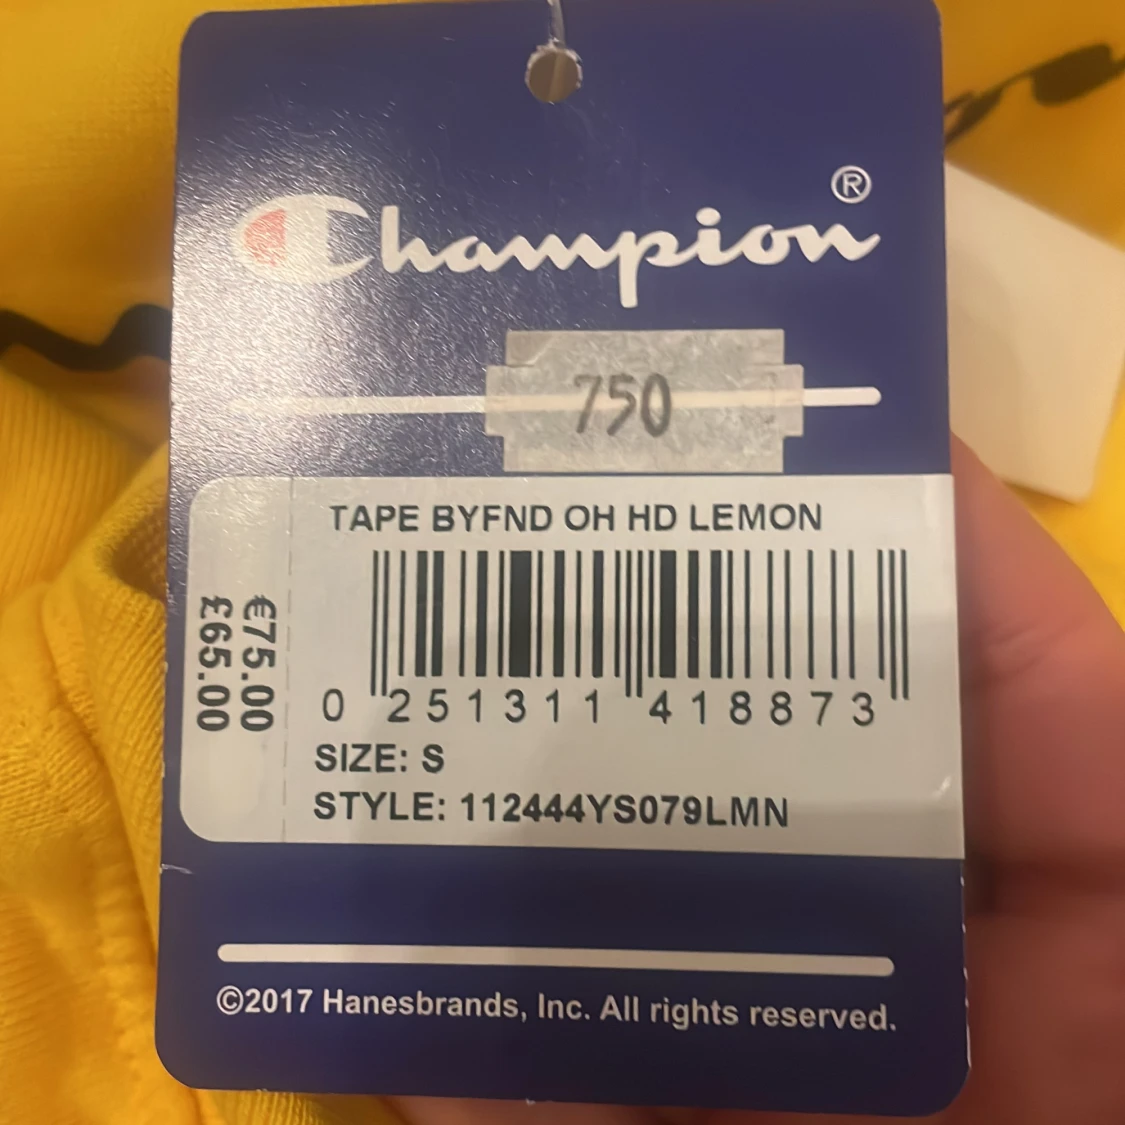 Champion®
750
TAPE BYFND OH HD LEMON
€75.00
£65.00
0 251311 418873
SIZE: S
STYLE: 112444YS079LMN
©2017 Hanesbrands, Inc. All rights reserved.